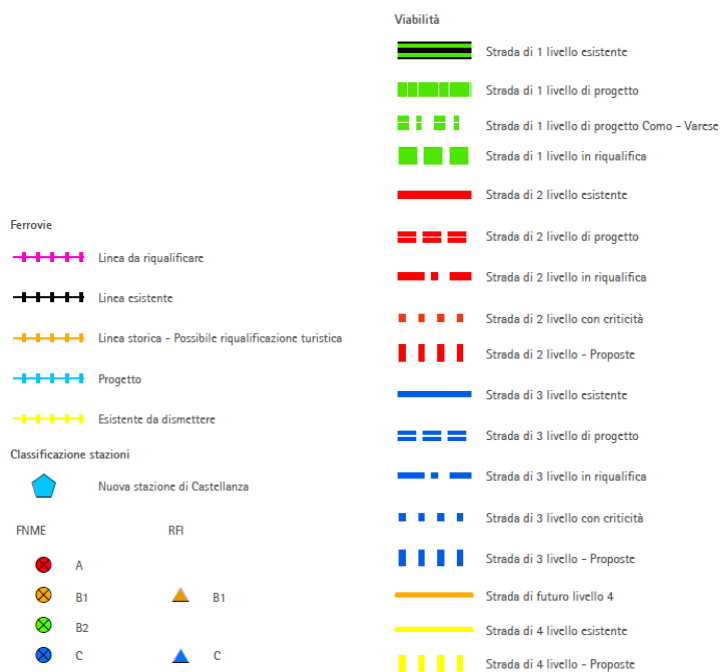 Viabilità
Strada di 1 livello esistente
Strada di 1 livello di progetto
Strada di 1 livello di progetto Como - Varese
Strada di 1 livello in riqualifica
Strada di 2 livello esistente
Strada di 2 livello di progetto
Strada di 2 livello in riqualifica
Strada di 2 livello con criticità
Strada di 2 livello - Proposte
Strada di 3 livello esistente
Strada di 3 livello di progetto
Strada di 3 livello in riqualifica
Strada di 3 livello con criticità
Strada di 3 livello - Proposte
Strada di futuro livello 4
Strada di 4 livello esistente
Strada di 4 livello - Proposte
Ferrovie
Linea da riqualificare
Linea esistente
Linea storica - Possibile riqualificazione turistica
Progetto
Esistente da dismettere
Classificazione stazioni
Nuova stazione di Castellanza
FNME RFI
A
B1 B1
B2
C C